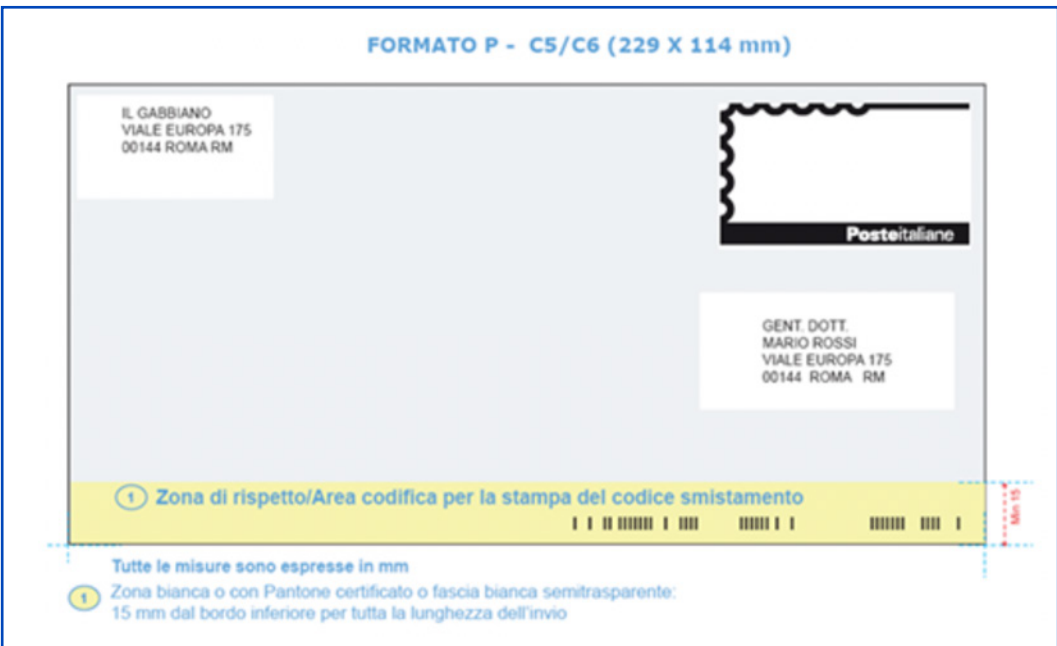 FORMATO P - C5/C6 (229 X 114 mm)
IL GABBIANO
VIALE EUROPA 175
00144 ROMA RM
Posteitaliane
GENT. DOTT.
MARIO ROSSI
VIALE EUROPA 175
00144 ROMA RM
1 Zona di rispetto/Area codifica per la stampa del codice smistamento
Min 15
Tutte le misure sono espresse in mm
1 Zona bianca o con Pantone certificato o fascia bianca semitrasparente:
15 mm dal bordo inferiore per tutta la lunghezza dell'invio